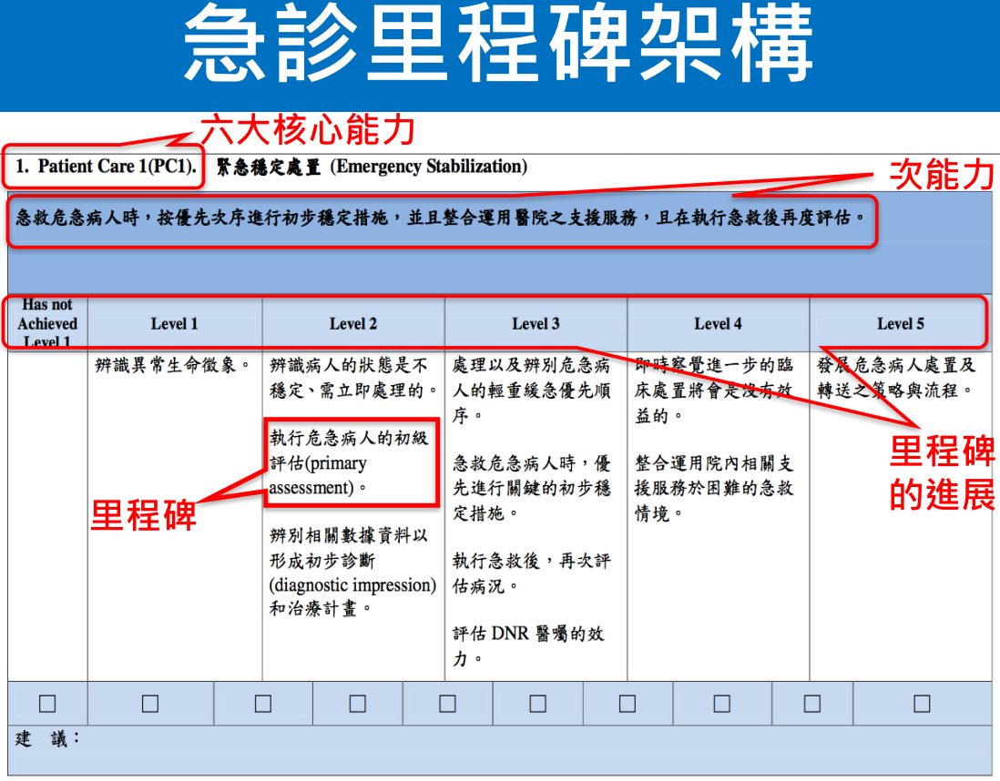 急診里程碑架構
六大核心能力
1. Patient Care 1(PC1). 緊急穩定處置 (Emergency Stabilization)
次能力
急救危急病人時，按優先次序進行初步穩定措施，並且整合運用醫院之支援服務，且在執行急救後再度評估。
Has not
Achieved
Level 1
Level 1
Level 2
Level 3
Level 4
Level 5
辨識異常生命徵象。
辨識病人的狀態是不
穩定、需立即處理的。
執行危急病人的初級
評估(primary
assessment)。
辨別相關數據資料以
形成初步診斷
(diagnostic impression)
和治療計畫。
處理以及辨別危急病
人的輕重緩急優先順
序。
急救危急病人時，優
先進行關鍵的初步穩
定措施。
執行急救後，再次評
估病況。
評估 DNR 醫囑的效
力。
即時察覺進一步的臨
床處置將會是沒有效
益的。
整合運用院內相關支
援服務於困難的急救
情境。
發展危急病人處置及
轉送之策略與流程。
里程碑
里程碑
的進展
建 議：